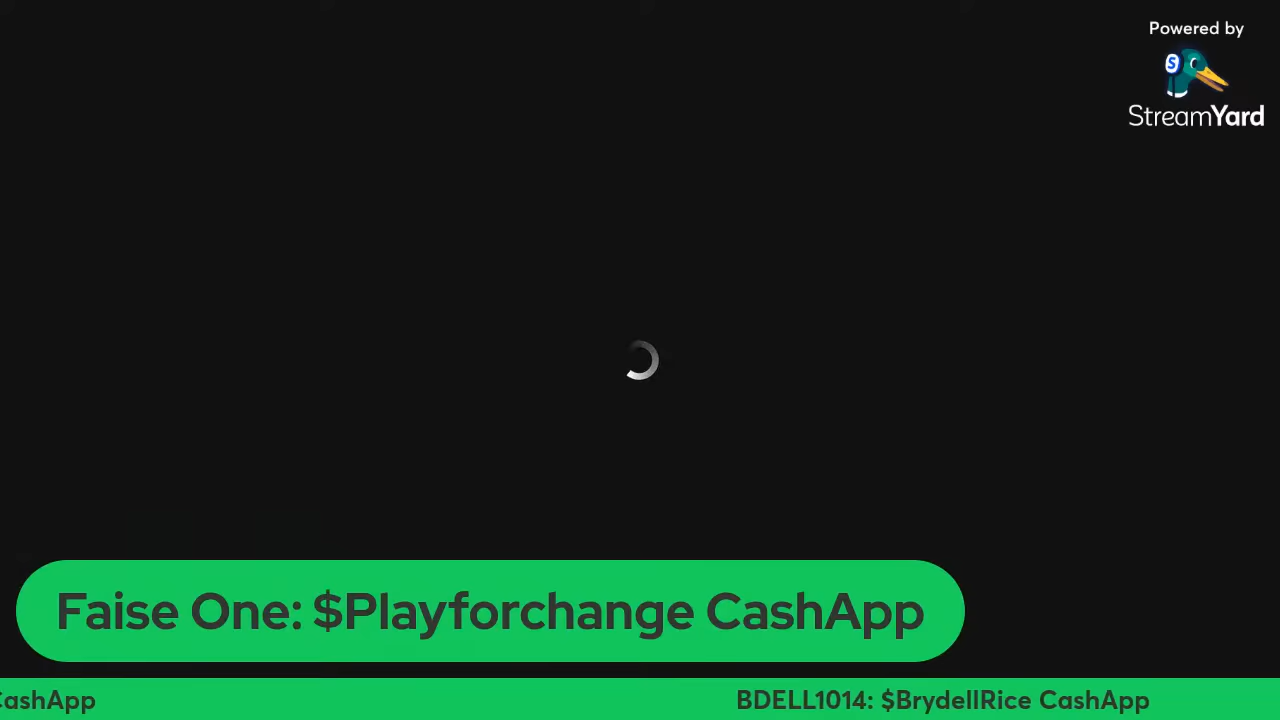 Powered by
S
StreamYard
Faise One: $Playforchange CashApp
CashApp
BDELL1014: $BrydellRice CashApp